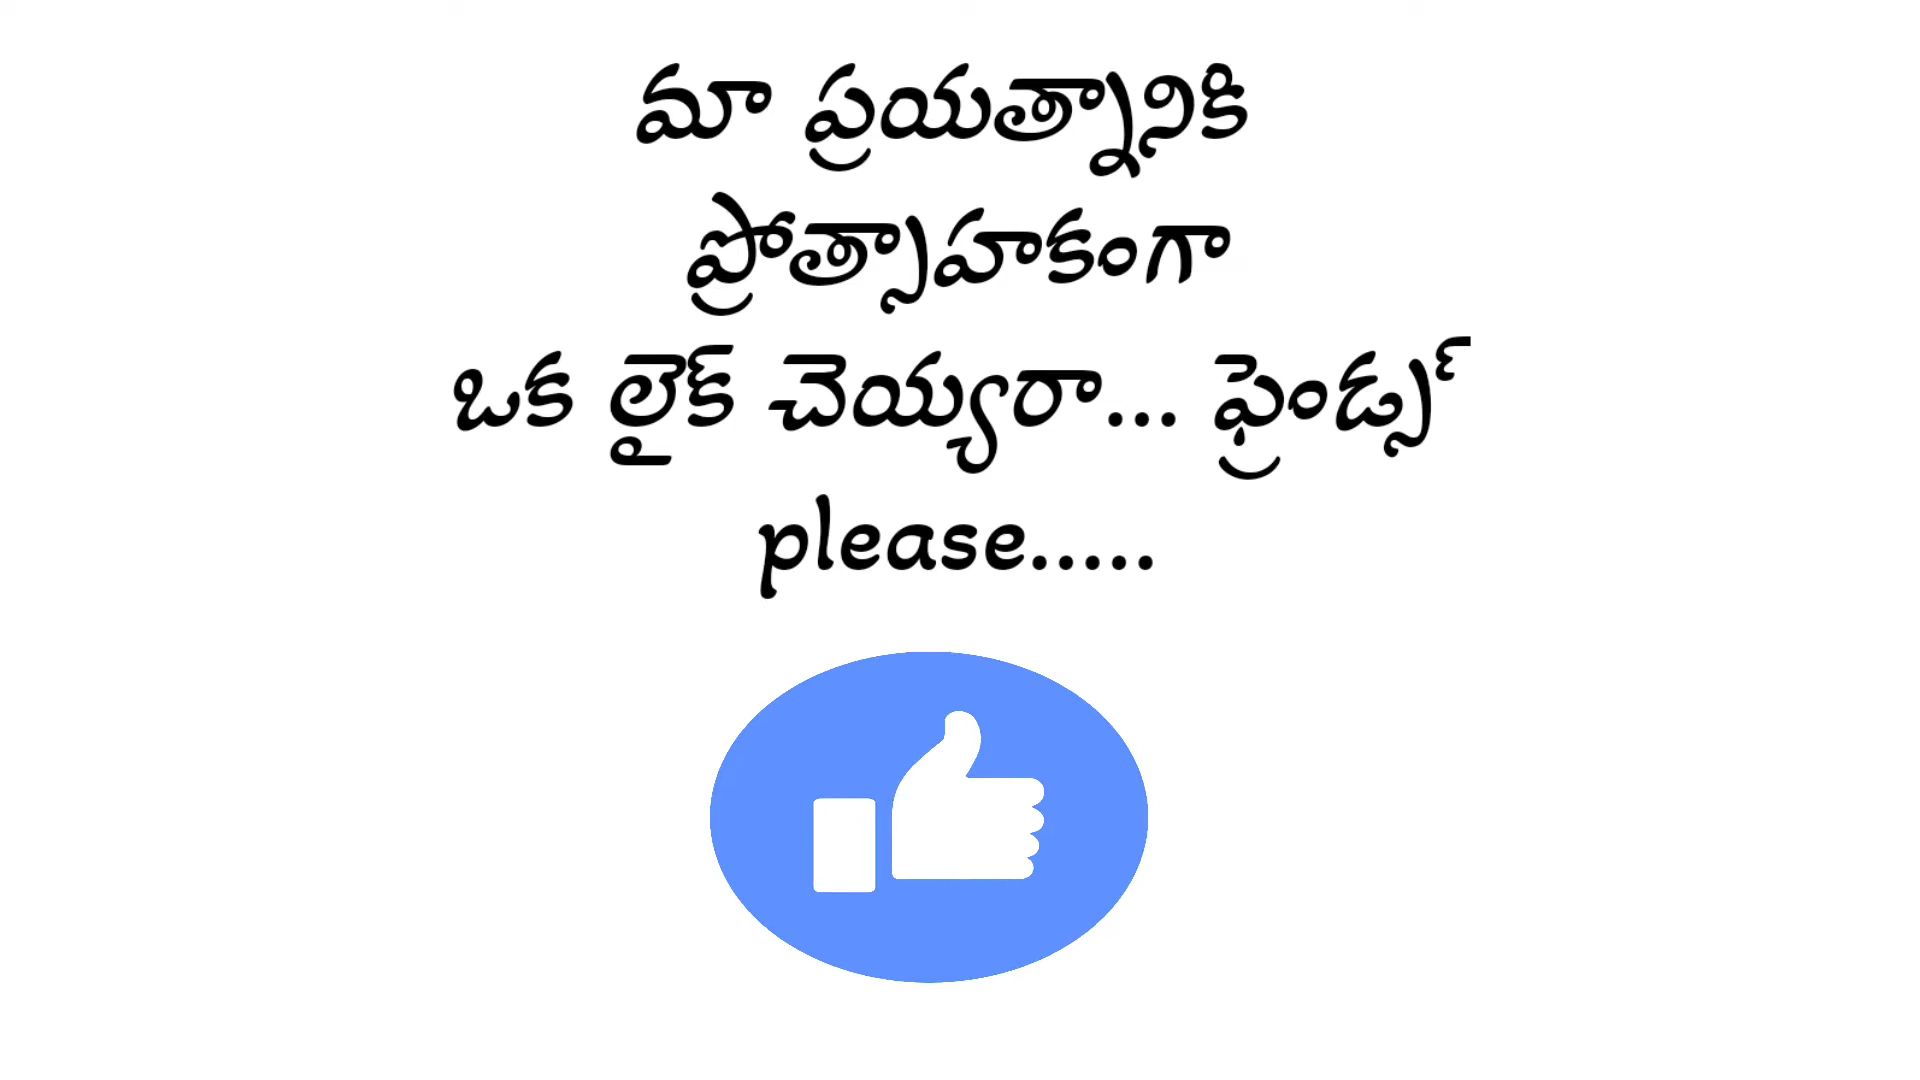 మా ప్రయత్నానికి
ప్రోత్సాహకంగా
ఒక లైక్ చెయ్యరా... ఫ్రెండ్స్
please.....